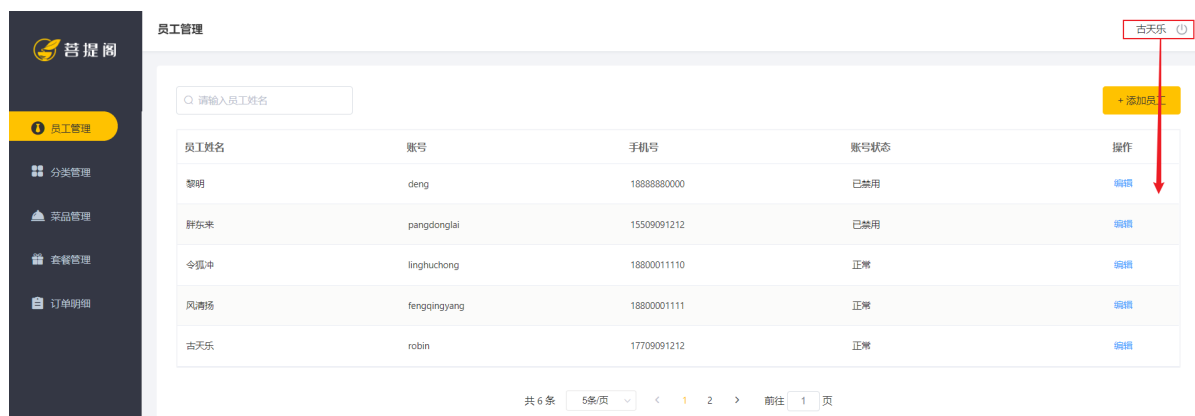 菩提阁
员工管理
古天乐
请输入员工姓名
+ 添加员工
员工管理
分类管理
菜品管理
套餐管理
订单明细
员工姓名 账号 手机号 账号状态 操作
黎明 deng 18888880000 已禁用 编辑
胖东来 pangdonglai 15509091212 已禁用 编辑
令狐冲 linghuchong 18800011110 正常 编辑
风清扬 fengqingyang 18800001111 正常 编辑
古天乐 robin 17709091212 正常 编辑
共 6 条 5条/页 < 1 2 > 前往 1 页